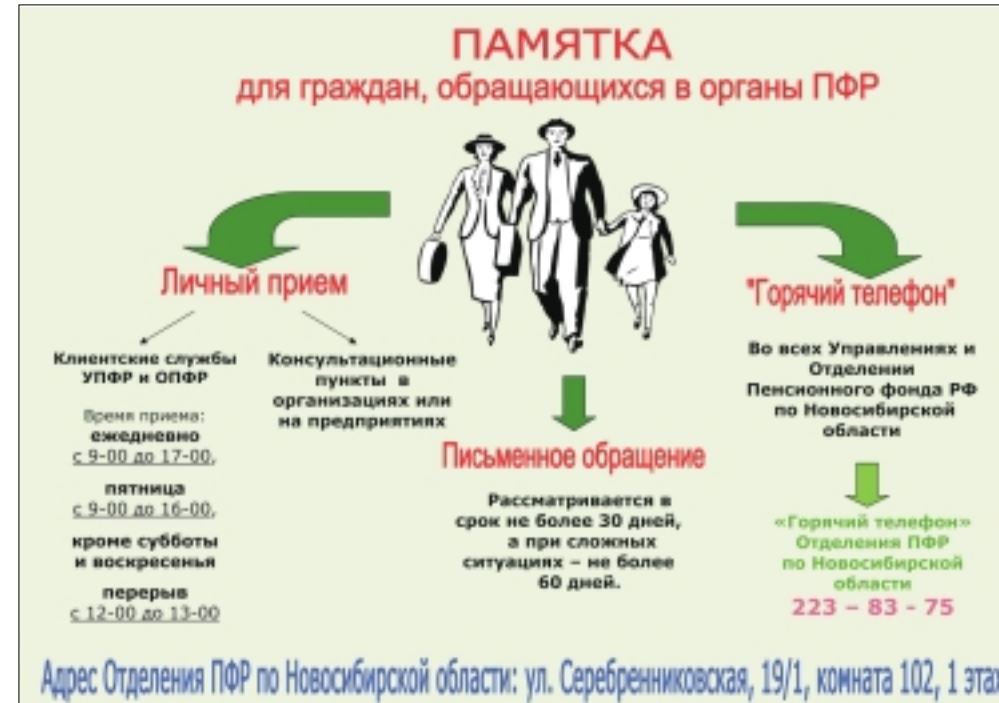 ПАМЯТКА
для граждан, обращающихся в органы ПФР
Личный прием
Клиентские службы
УПФР и ОПФР
Время приема:
ежедневно
с 9-00 до 17-00,
пятница
с 9-00 до 16-00,
кроме субботы
и воскресенья
перерыв
с 12-00 до 13-00
Консультационные
пункты в
организациях или
на предприятиях
Письменное обращение
Рассматривается в
срок не более 30 дней,
а при сложных
ситуациях – не более
60 дней.
"Горячий телефон"
Во всех Управлениях и
Отделении
Пенсионного фонда РФ
по Новосибирской
области
«Горячий телефон»
Отделения ПФР
по Новосибирской
области
223 – 83 - 75
Адрес Отделения ПФР по Новосибирской области: ул. Серебренниковская, 19/1, комната 102, 1 этаж